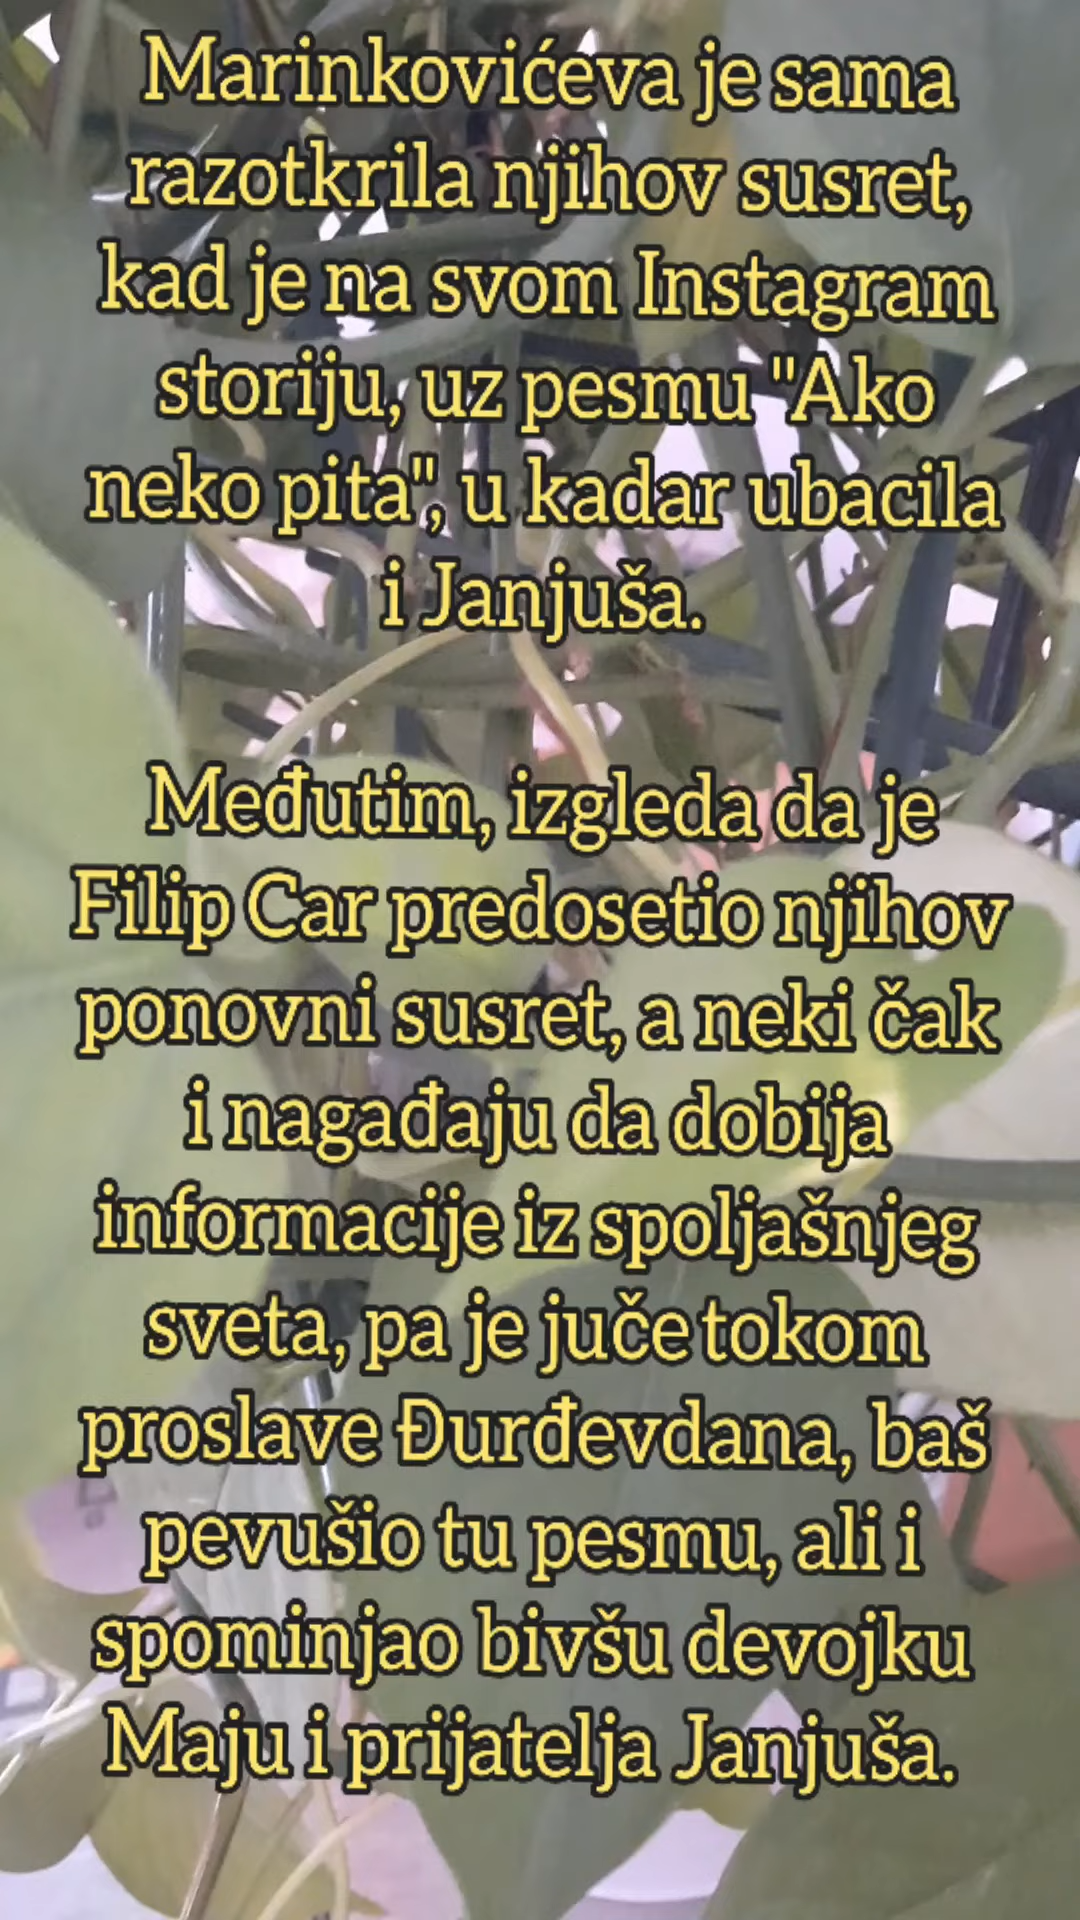 Marinkovićeva je sama
razotkrila njihov susret,
kad je na svom Instagram
storiju, uz pesmu "Ako
neko pita", u kadar ubacila
i Janjuša.
Međutim, izgleda da je
Filip Car predosetio njihov
ponovni susret, a neki čak
i nagađaju da dobija
informacije iz spoljašnjeg
sveta, pa je juče tokom
proslave Đurđevdana, baš
pevušio tu pesmu, ali i
spominjao bivšu devojku
Maju i prijatelja Janjuša.